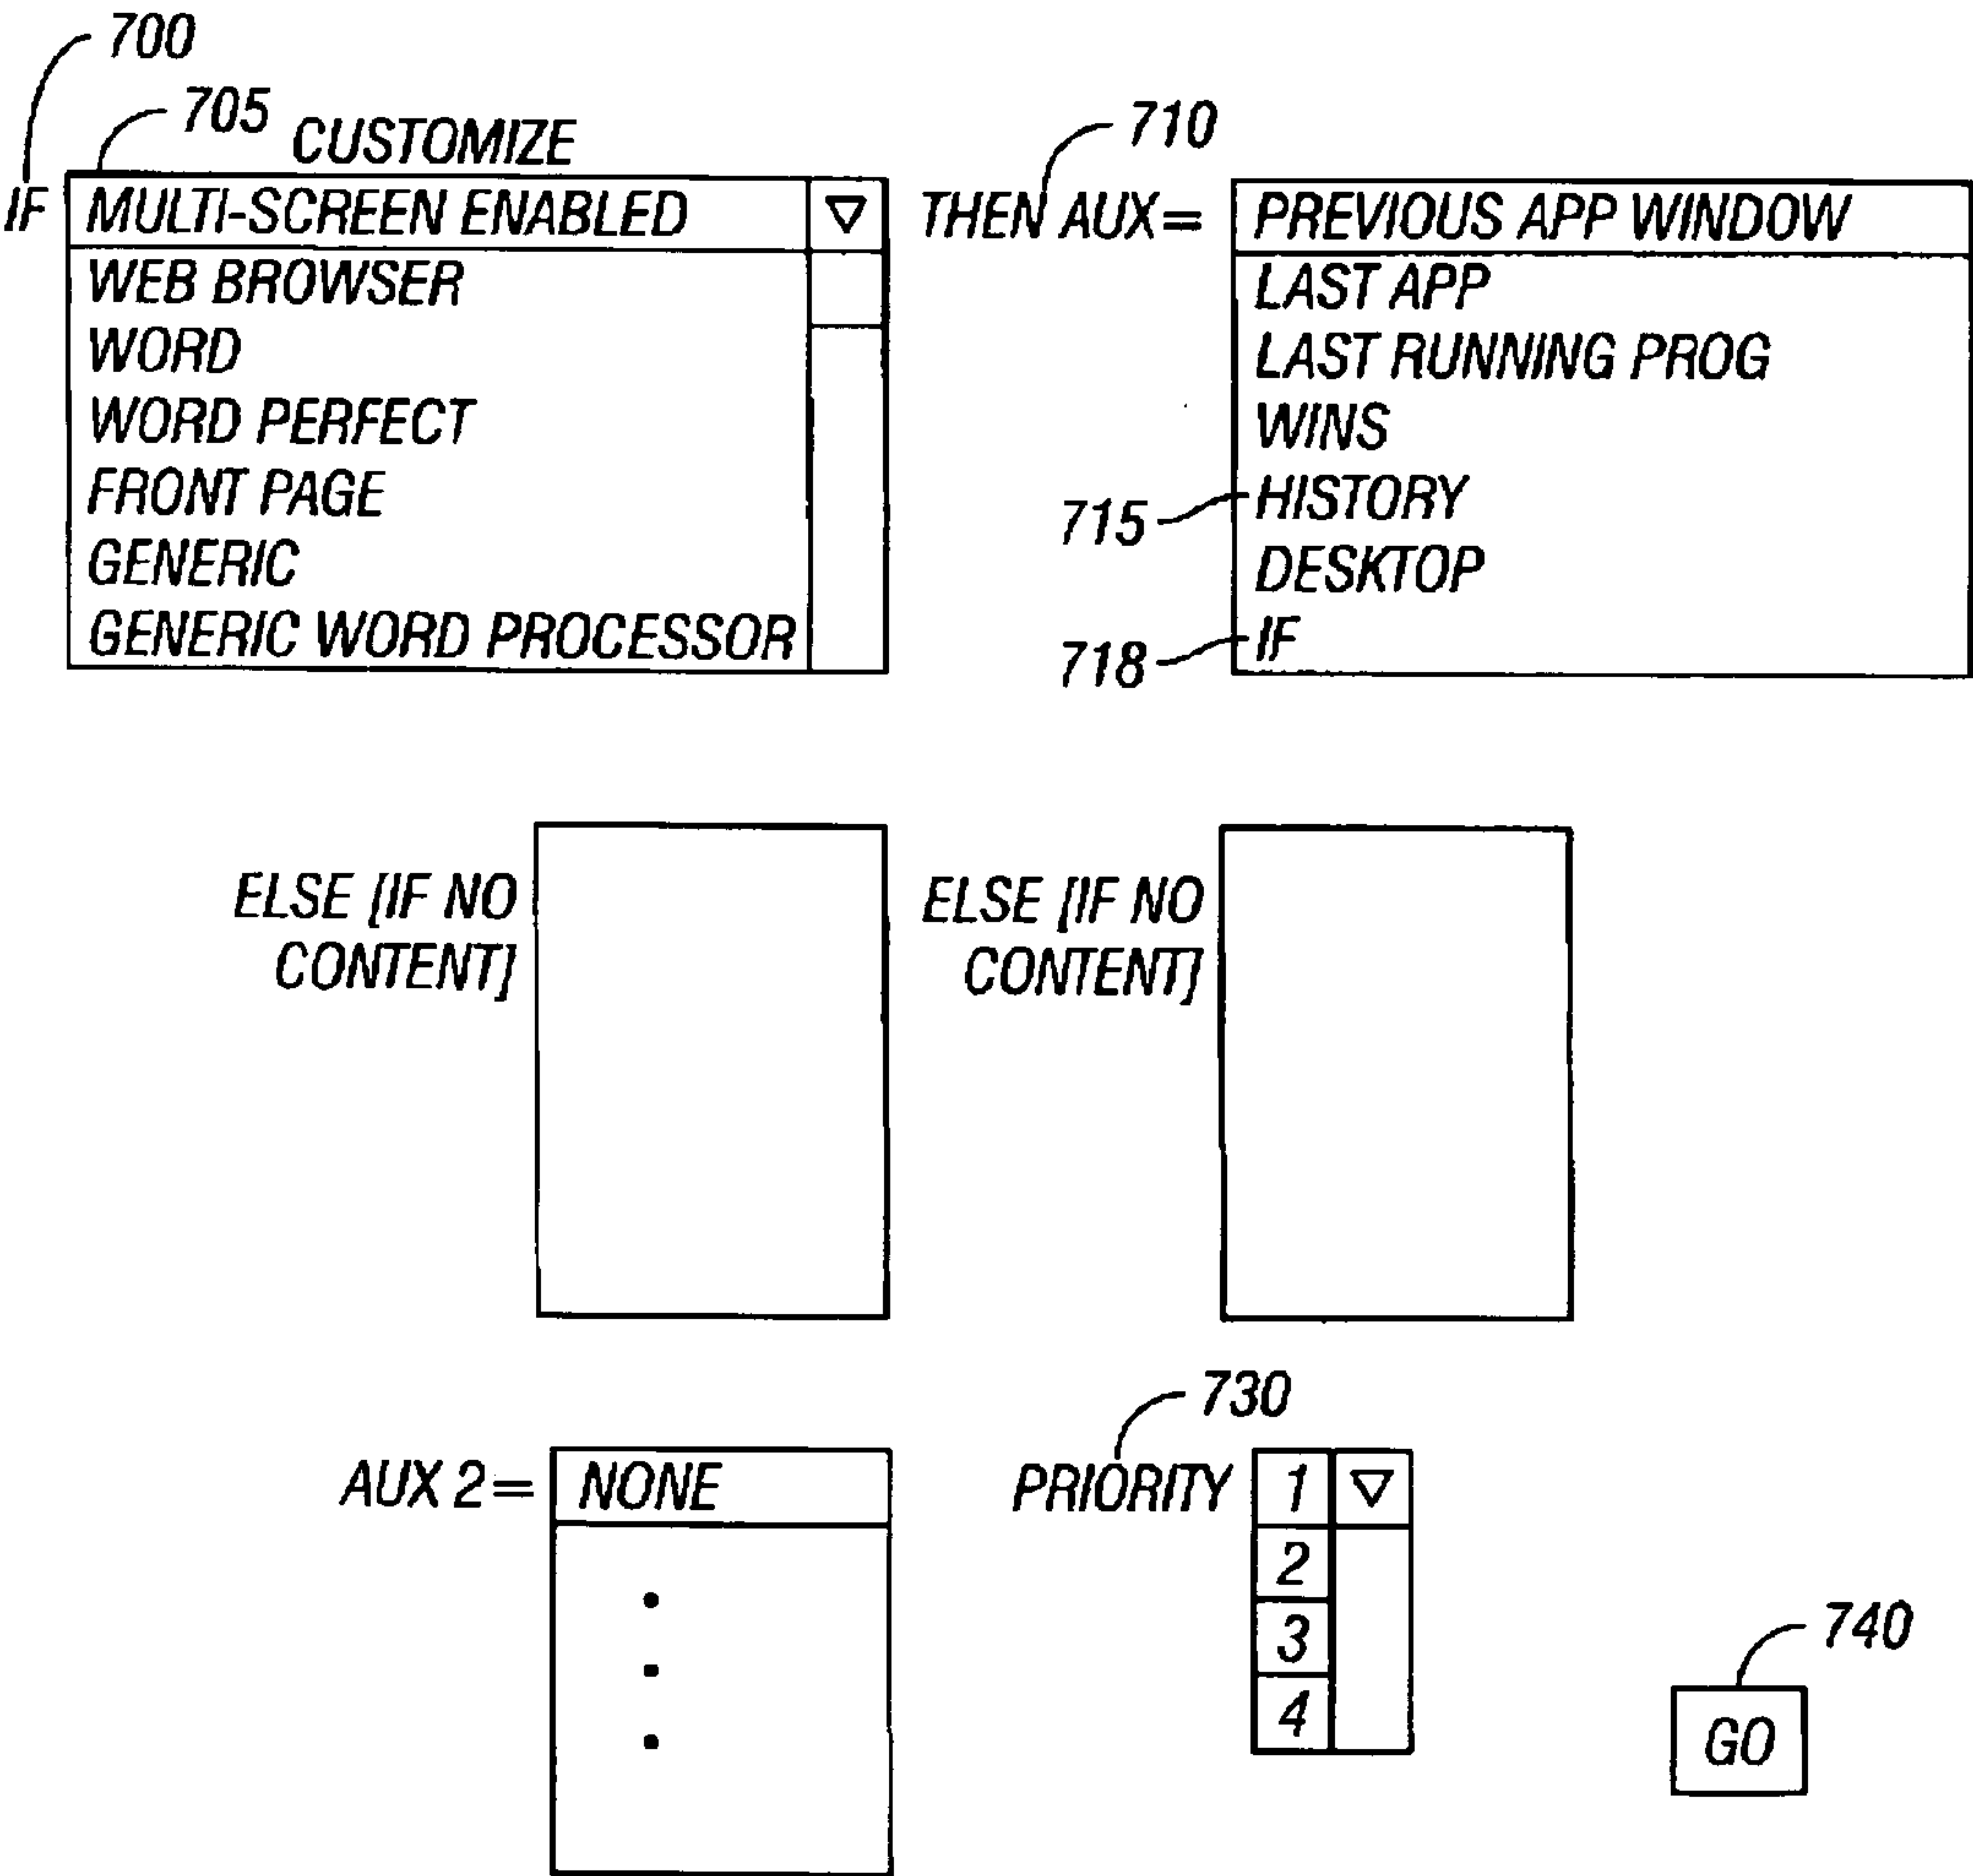 700
705
CUSTOMIZE
710
IF
MULTI-SCREEN ENABLED
WEB BROWSER
WORD
WORD PERFECT
FRONT PAGE
GENERIC
GENERIC WORD PROCESSOR
THEN AUX=
PREVIOUS APP WINDOW
LAST APP
LAST RUNNING PROG
WINS
715
HISTORY
DESKTOP
718
IF
ELSE [IF NO
CONTENT]
ELSE [IF NO
CONTENT]
AUX 2=
NONE
730
PRIORITY
1
2
3
4
740
GO